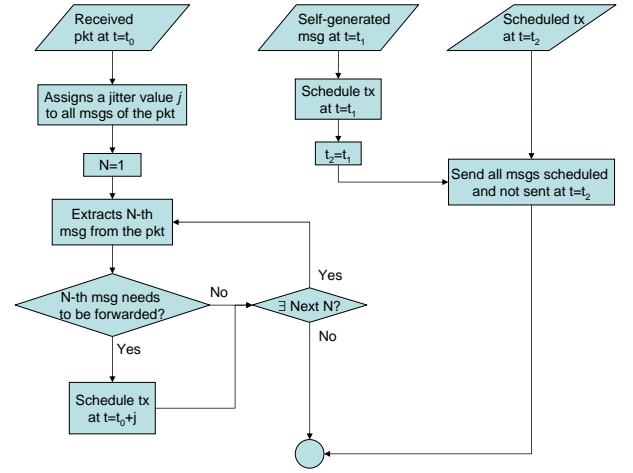 Received
pkt at t=t0
Self-generated
msg at t=t1
Scheduled tx
at t=t2
Assigns a jitter value j
to all msgs of the pkt
Schedule tx
at t=t1
N=1
t2=t1
Send all msgs scheduled
and not sent at t=t2
Extracts N-th
msg from the pkt
Yes
N-th msg needs
to be forwarded?
No
∃ Next N?
No
Yes
Schedule tx
at t=t0+j